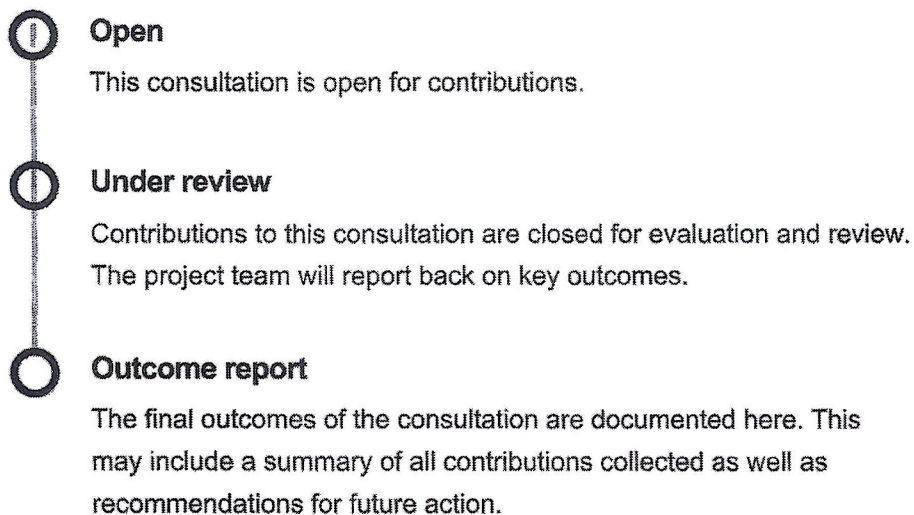 Open
This consultation is open for contributions.
Under review
Contributions to this consultation are closed for evaluation and review.
The project team will report back on key outcomes.
Outcome report
The final outcomes of the consultation are documented here. This
may include a summary of all contributions collected as well as
recommendations for future action.